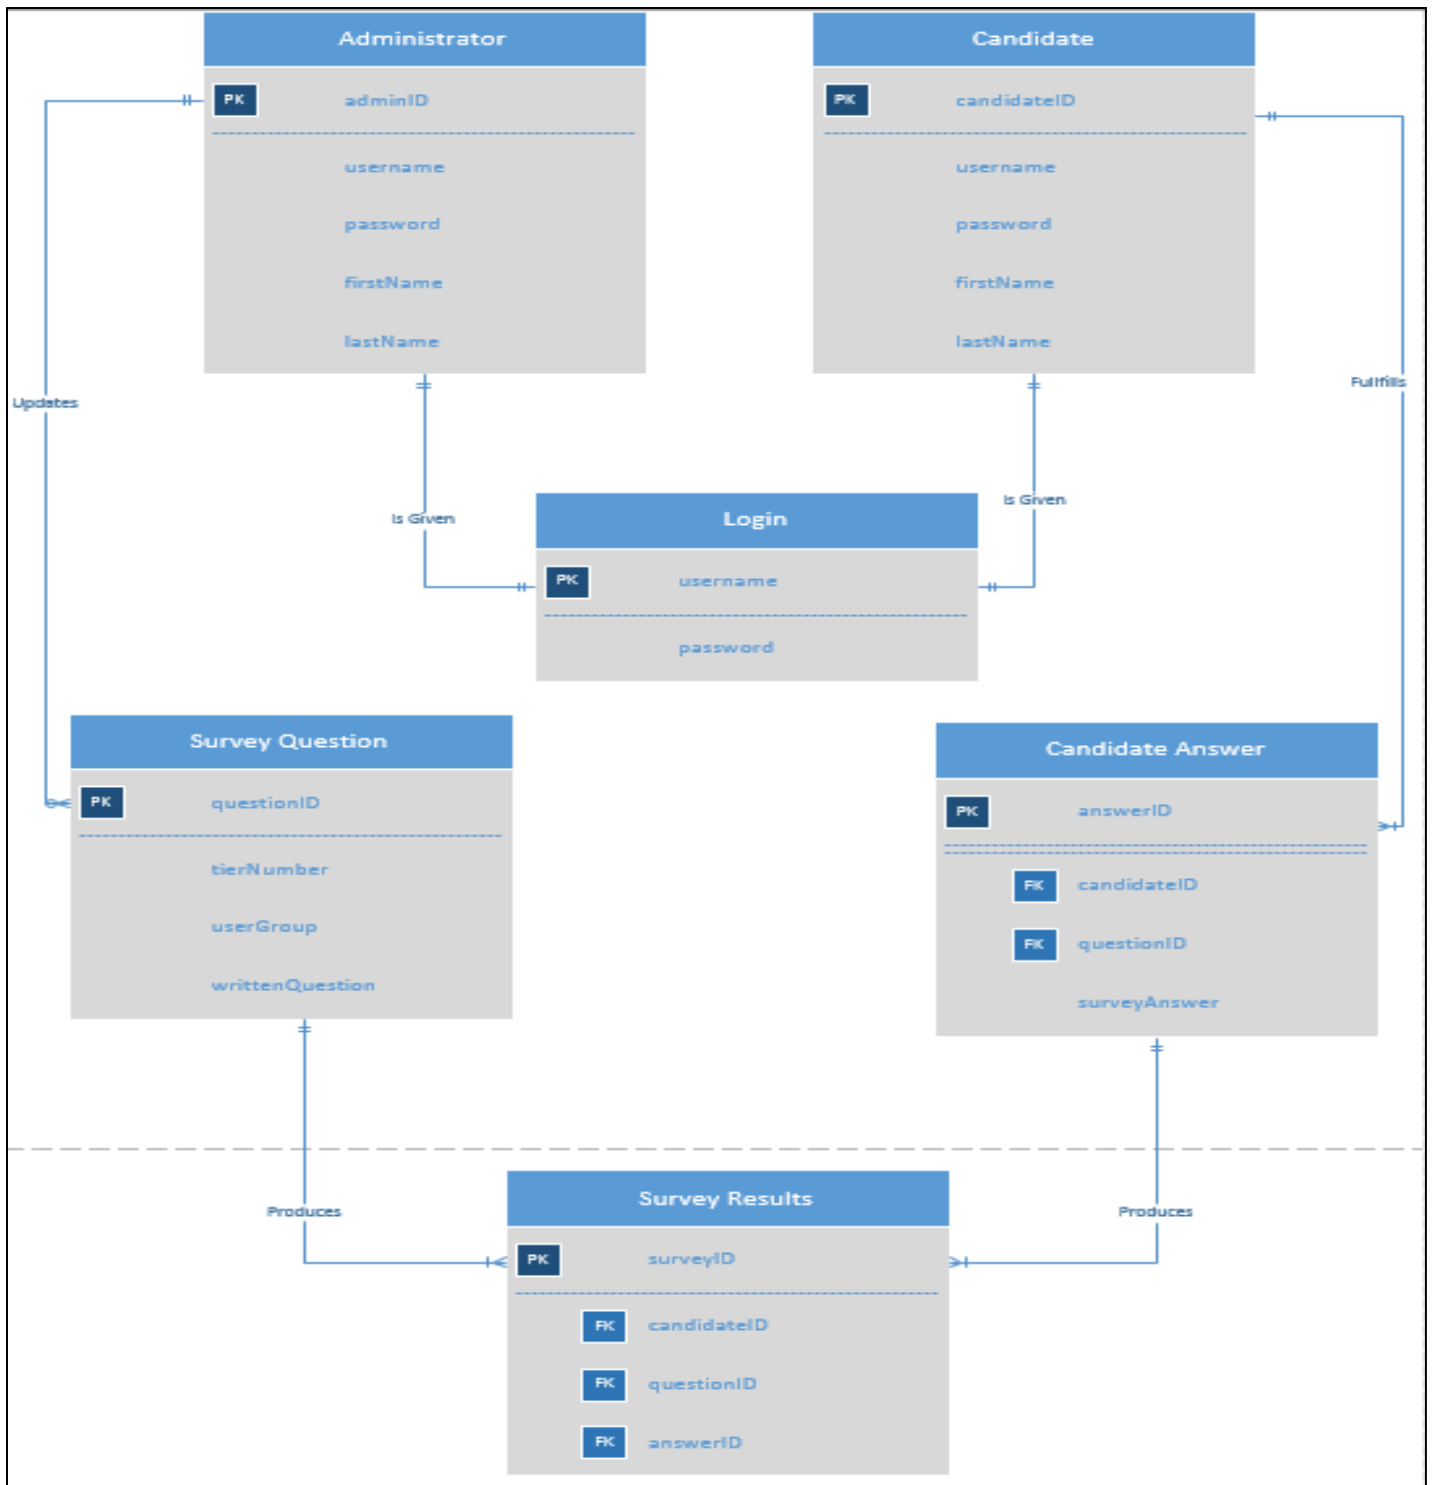 Administrator
PK adminID
username
password
firstName
lastName
Candidate
PK candidateID
username
password
firstName
lastName
Updates
Fullfills
Is Given
Is Given
Login
PK username
password
Survey Question
PK questionID
tierNumber
userGroup
writtenQuestion
Candidate Answer
PK answerID
FK candidateID
FK questionID
surveyAnswer
Produces
Produces
Survey Results
PK surveyID
FK candidateID
FK questionID
FK answerID